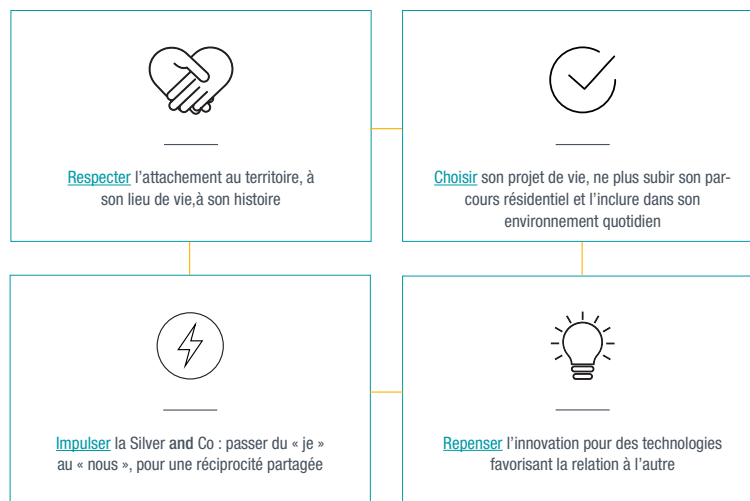 Respecter l’attachement au territoire, à
son lieu de vie,à son histoire
Choisir son projet de vie, ne plus subir son par-
cours résidentiel et l’inclure dans son
environnement quotidien
Impulser la Silver and Co : passer du « je »
au « nous », pour une réciprocité partagée
Repenser l’innovation pour des technologies
favorisant la relation à l’autre